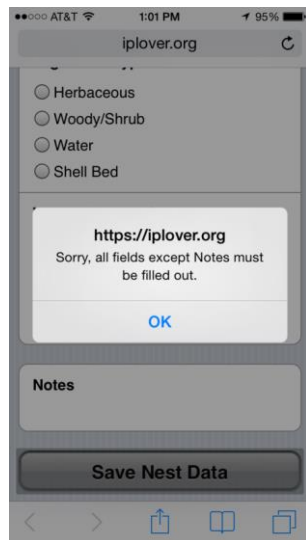 AT&T 1:01 PM 95%
iplover.org
Herbaceous
Woody/Shrub
Water
Shell Bed
https://iplover.org
Sorry, all fields except Notes must
be filled out.
OK
Notes
Save Nest Data